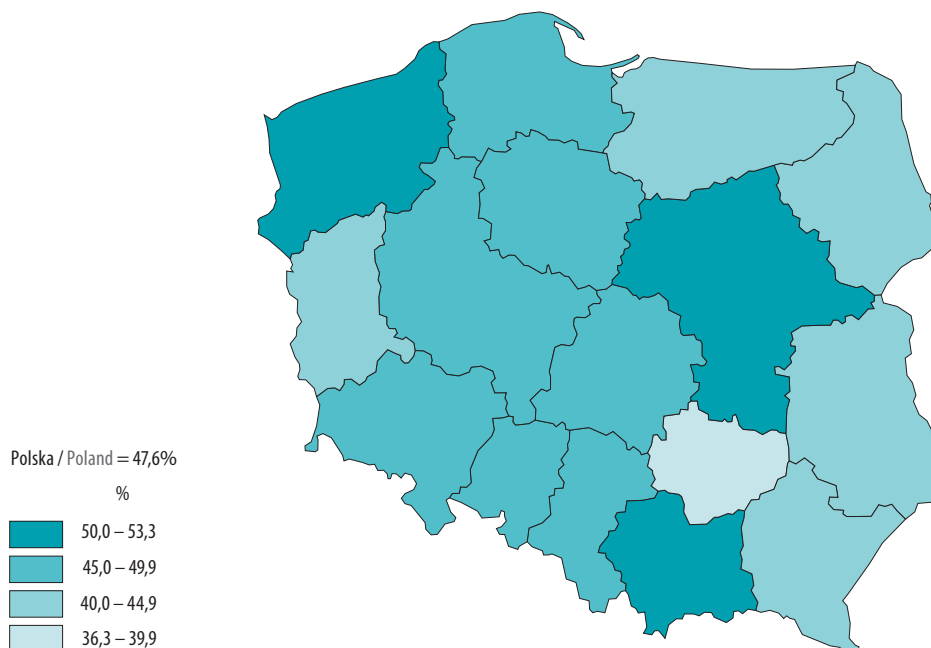 Polska / Poland = 47,6%
%
50,0 – 53,3
45,0 – 49,9
40,0 – 44,9
36,3 – 39,9